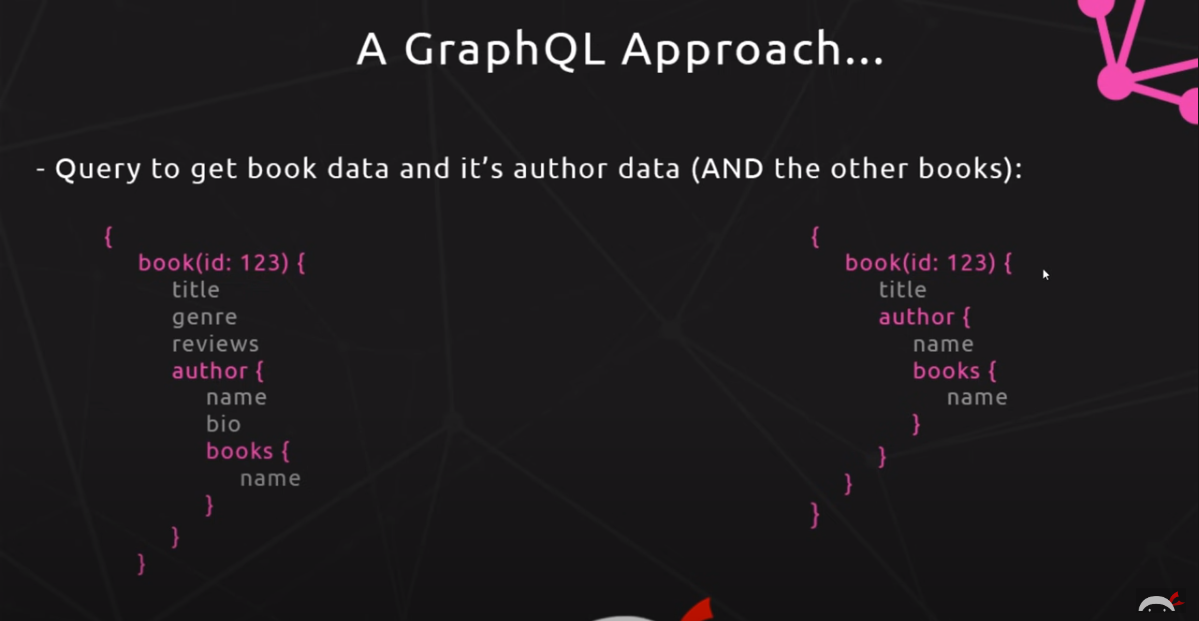 A GraphQL Approach...
- Query to get book data and it's author data (AND the other books):
{
book(id: 123) {
title
genre
reviews
author {
name
bio
books {
name
}
}
}
{
book(id: 123) {
title
author {
name
books {
name
}
}
}
}